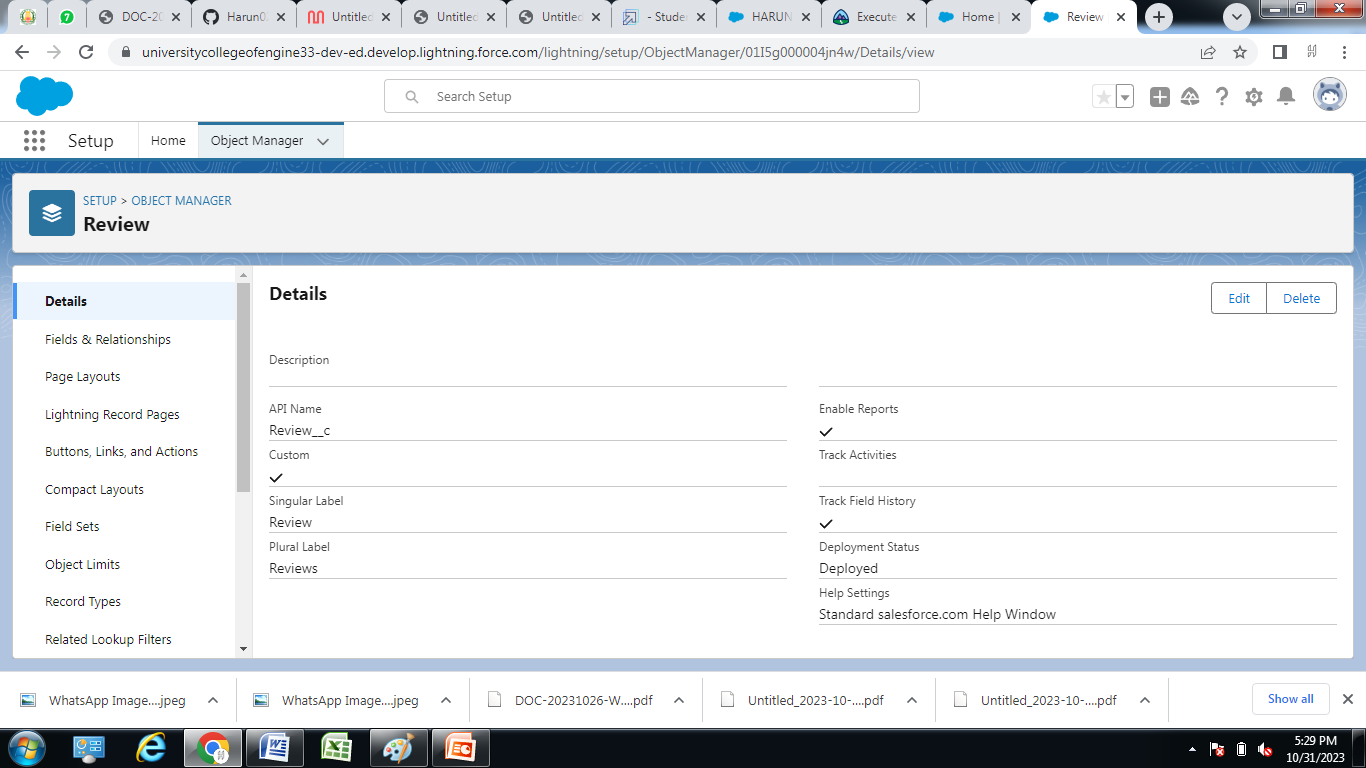 DOC-20
Harun0
Untitled
Untitled
Untitled
- Stude
HARUN
Execute
Home |
Review
universitycollegeofengine33-dev-ed.develop.lightning.force.com/lightning/setup/ObjectManager/01I5g000004jn4w/Details/view
Search Setup
Setup
Home
Object Manager
SETUP > OBJECT MANAGER
Review
Details
Fields & Relationships
Page Layouts
Lightning Record Pages
Buttons, Links, and Actions
Compact Layouts
Field Sets
Object Limits
Record Types
Related Lookup Filters
Details
Edit
Delete
Description
API Name
Review__c
Custom
Singular Label
Review
Plural Label
Reviews
Enable Reports
Track Activities
Track Field History
Deployment Status
Deployed
Help Settings
Standard salesforce.com Help Window
WhatsApp Image....jpeg
WhatsApp Image....jpeg
DOC-20231026-W....pdf
Untitled_2023-10-....pdf
Untitled_2023-10-....pdf
Show all
5:29 PM
10/31/2023